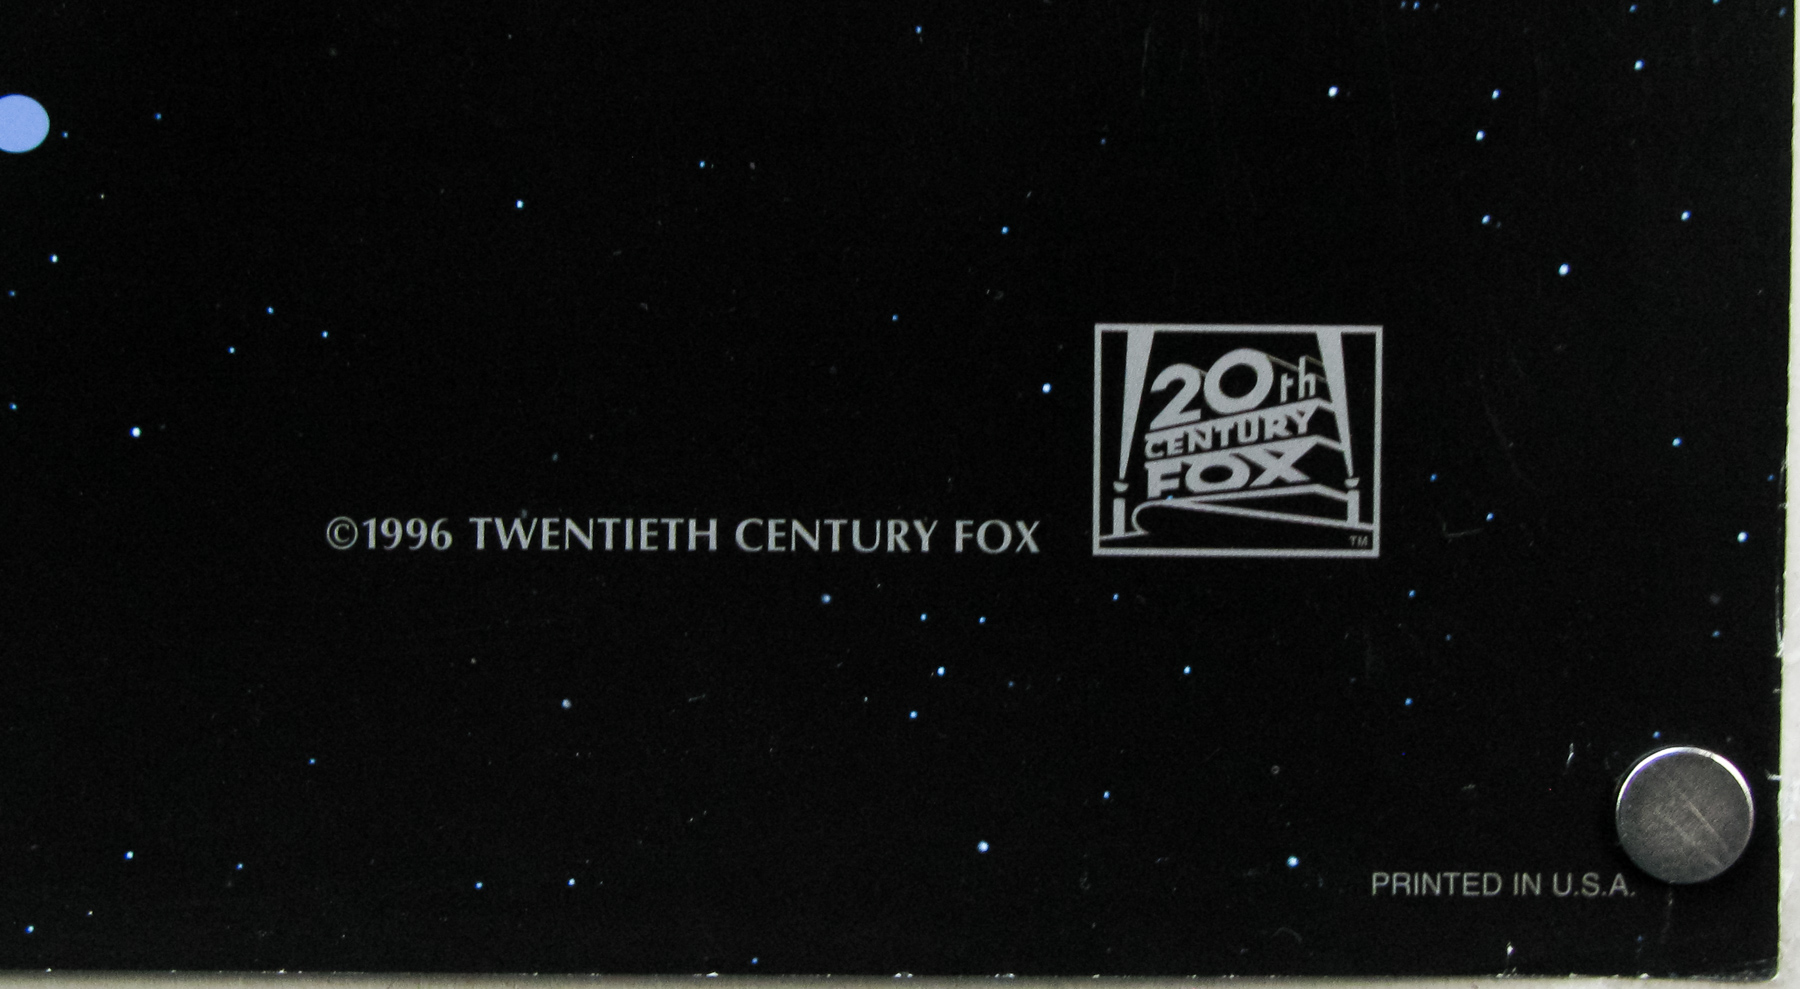 20th
CENTURY
FOX
TM
©1996 TWENTIETH CENTURY FOX
PRINTED IN U.S.A.